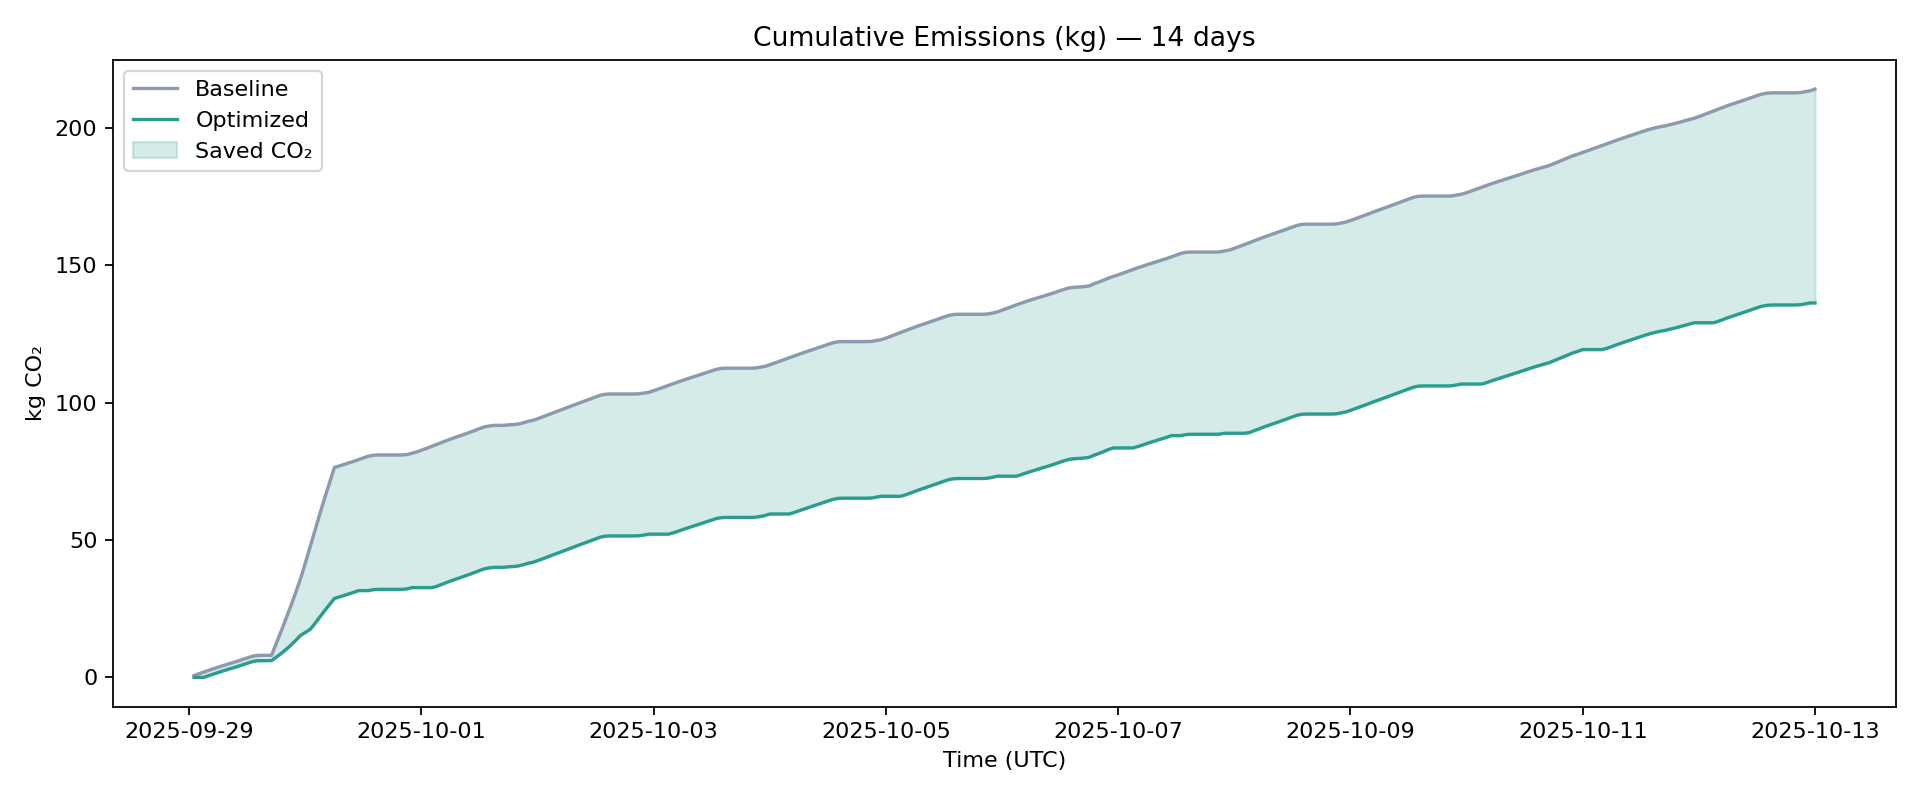 Cumulative Emissions (kg) — 14 days
Baseline
Optimized
Saved CO₂
kg CO₂
200
150
100
50
0
2025-09-29
2025-10-01
2025-10-03
2025-10-05
2025-10-07
2025-10-09
2025-10-11
2025-10-13
Time (UTC)